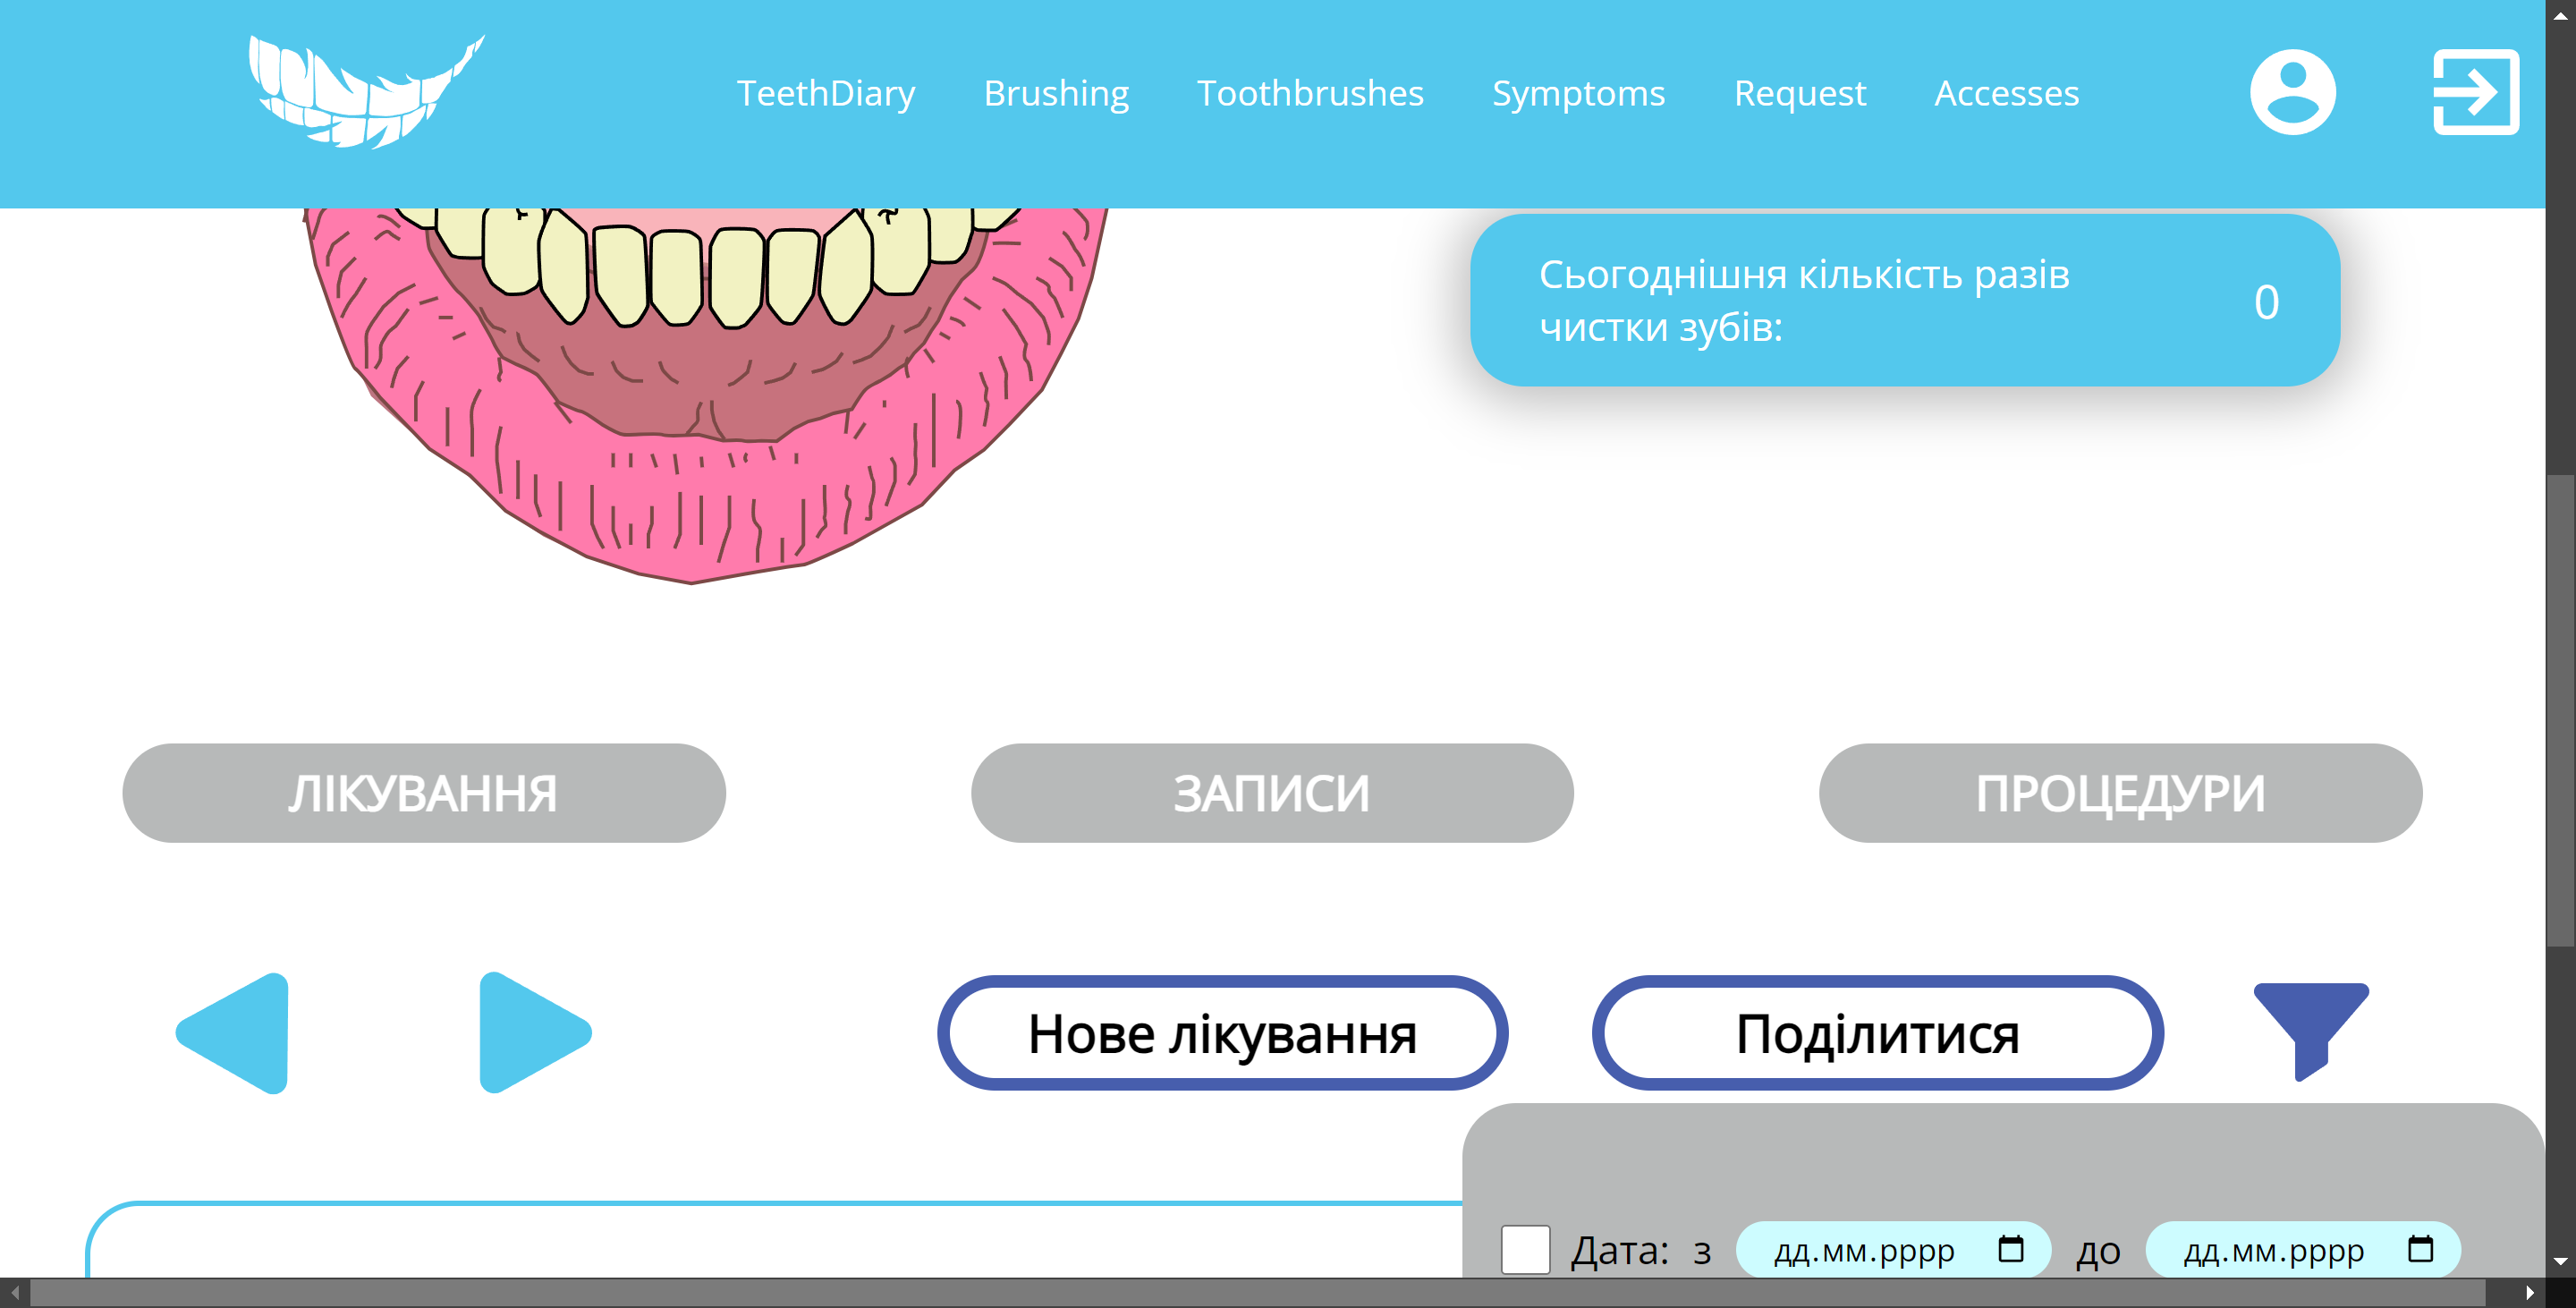 TeethDiary Brushing Toothbrushes Symptoms Request Accesses
Сьогоднішня кількість разів
чистки зубів:
0
ЛІКУВАННЯ ЗАПИСИ ПРОЦЕДУРИ
Нове лікування Поділитися
Дата: з дд.мм.рррр до дд.мм.рррр